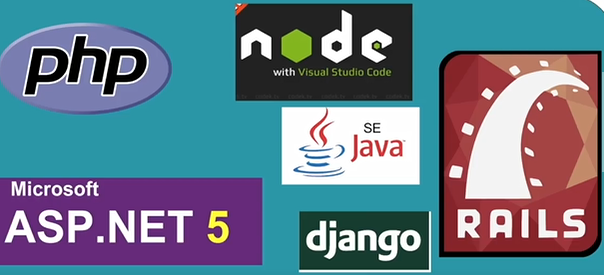 php
node
with Visual Studio Code
SE
Java
Microsoft
ASP.NET 5
django
RAILS